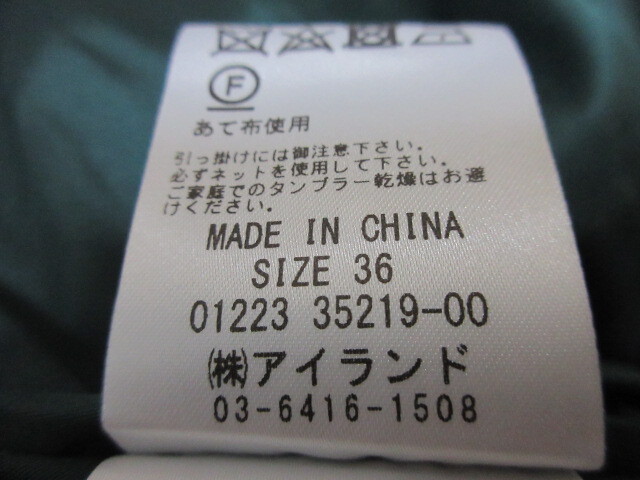 F
あて布使用
引っ掛けには御注意下さい。
必ずネットを使用して下さい。
ご家庭でのタンブラー乾燥はお避
けください。
MADE IN CHINA
SIZE 36
01223 35219-00
㈱アイランド
03-6416-1508